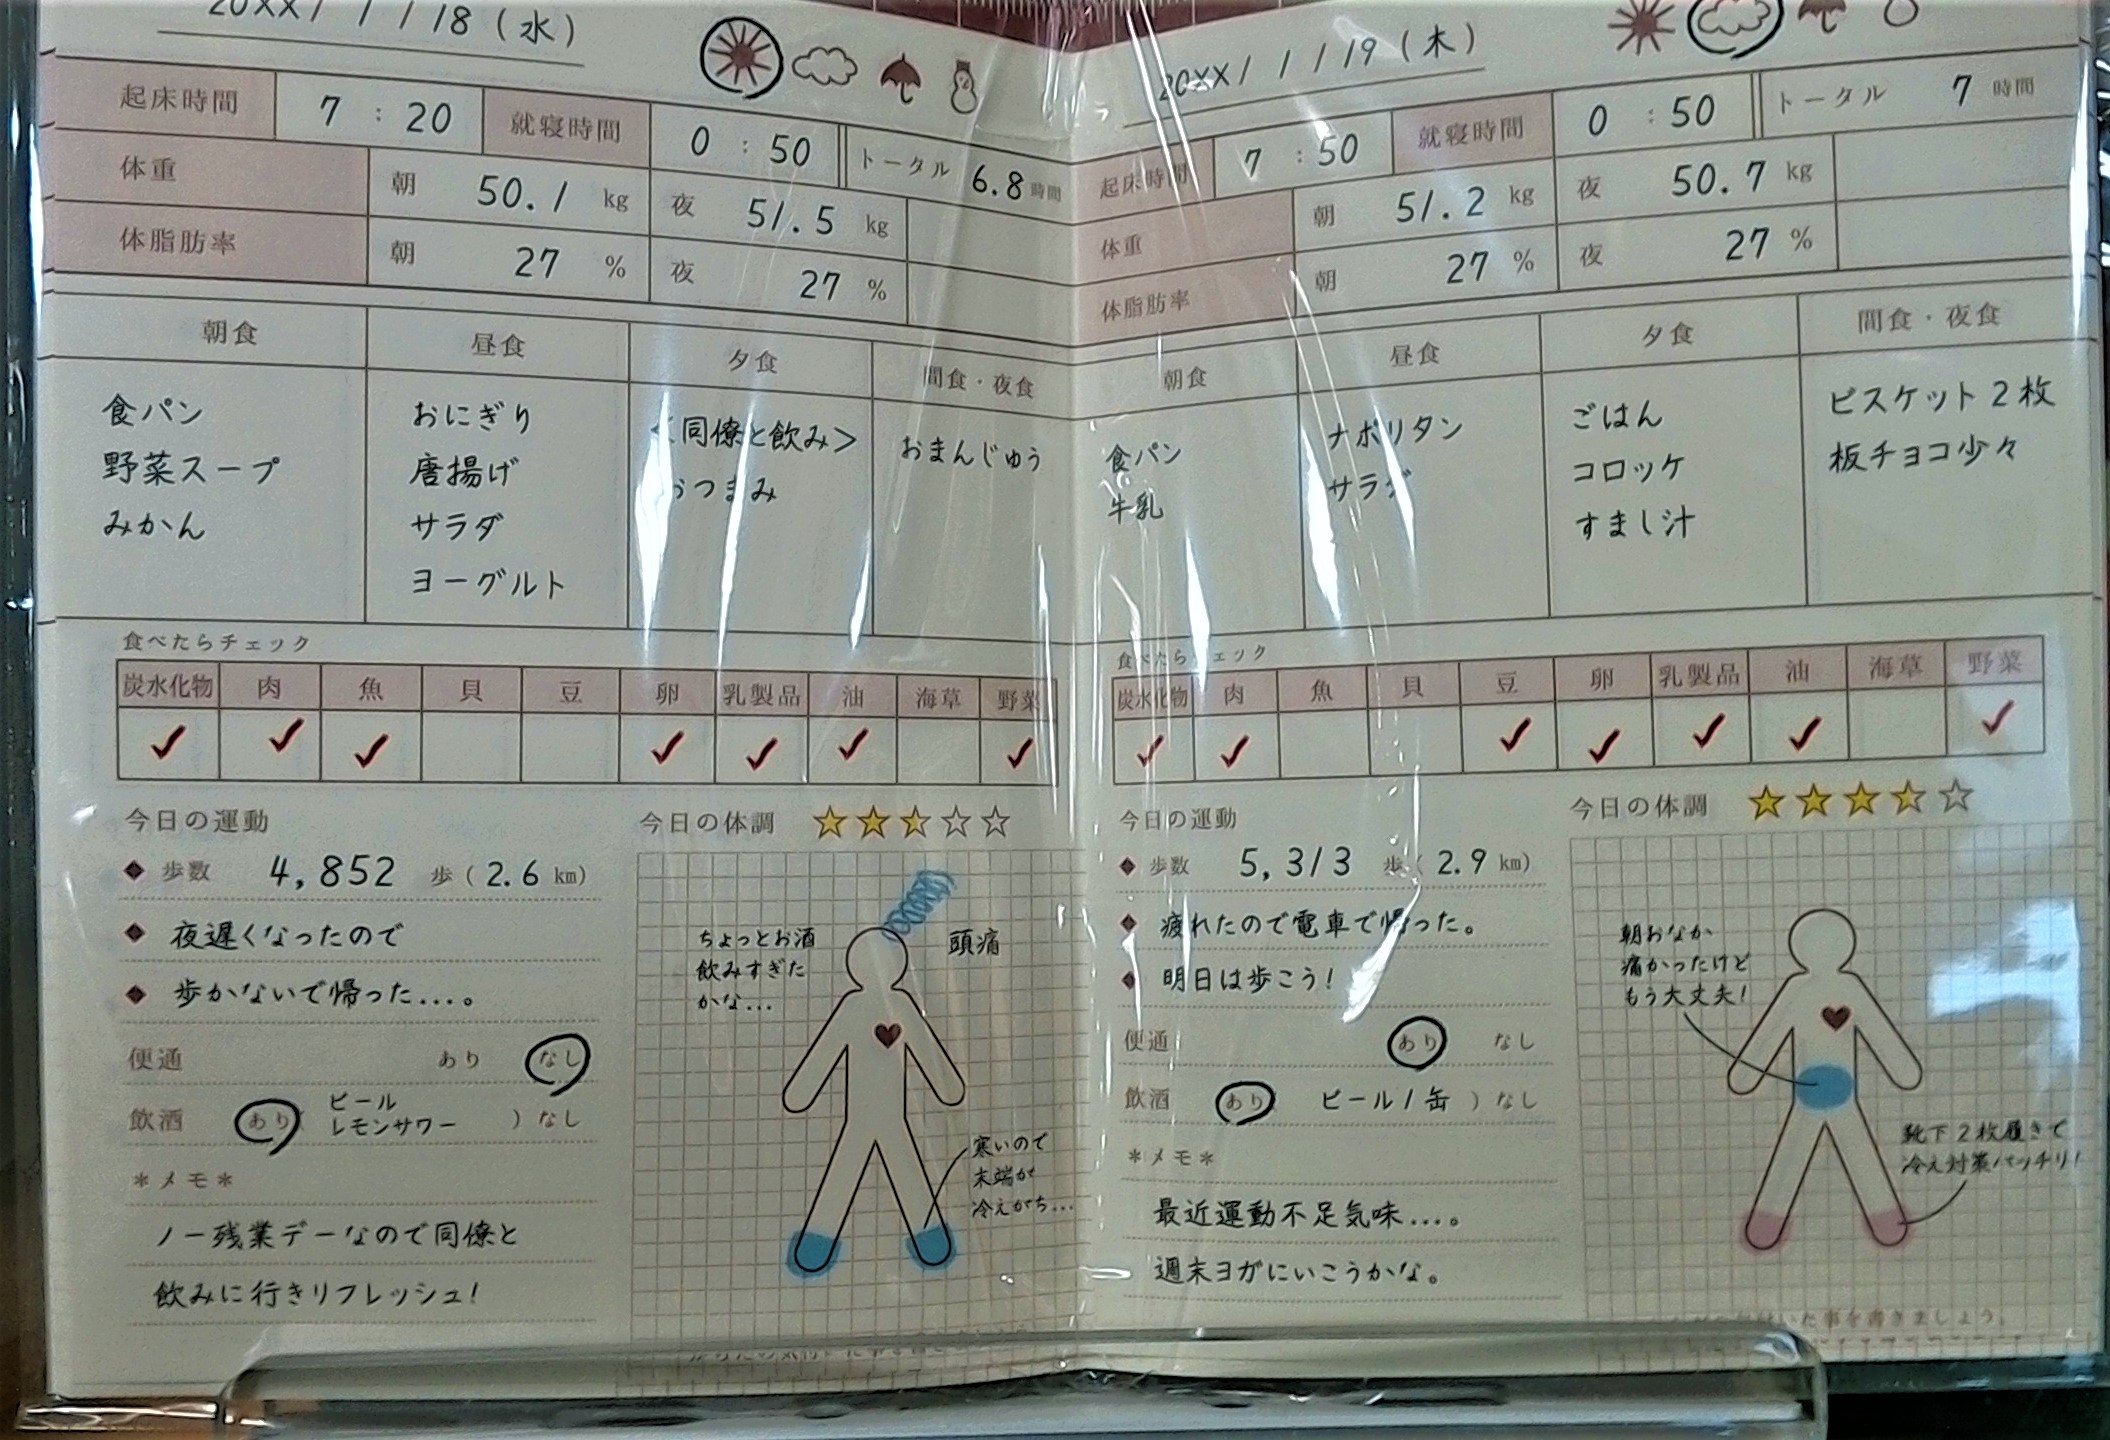 20XX / 1 / 18 (水)
起床時間 7 : 20 就寝時間 0 : 50 トータル 6.8 時間
体重 朝 50.1 kg 夜 51.5 kg
体脂肪率 朝 27 % 夜 27 %
朝食 昼食 夕食 間食・夜食
食パン
野菜スープ
みかん
おにぎり
唐揚げ
サラダ
ヨーグルト
<同僚と飲み>
おつまみ
おまんじゅう
食べたらチェック
炭水化物 肉 魚 貝 豆 卵 乳製品 油 海草 野菜
今日の運動
歩数 4,852 歩 (2.6 km)
夜遅くなったので
歩かないで帰った…。
便通 あり なし
飲酒 あり ビール
レモンサワー ) なし
*メモ*
ノー残業デーなので同僚と
飲みに行きリフレッシュ!
今日の体調 ★★★☆☆
ちょっとお酒
飲みすぎた
かな…
頭痛
寒いので
末端が
冷えがち…
20XX / 1 / 19 (木)
起床時間 7 : 50 就寝時間 0 : 50 トータル 7 時間
体重 朝 51.2 kg 夜 50.7 kg
体脂肪率 朝 27 % 夜 27 %
朝食 昼食 夕食 間食・夜食
食パン
牛乳
ナポリタン
サラダ
ごはん
コロッケ
すまし汁
ビスケット2枚
板チョコ少々
食べたらチェック
炭水化物 肉 魚 貝 豆 卵 乳製品 油 海草 野菜
今日の運動
歩数 5,313 歩 (2.9 km)
疲れたので電車で帰った。
明日は歩こう!
便通 あり なし
飲酒 あり ビール1缶 ) なし
*メモ*
最近運動不足気味…。
週末ヨガにいこうかな。
今日の体調 ★★★★☆
朝おなか
痛かったけど
もう大丈夫!
靴下2枚履きで
冷え対策バッチリ!
いた事を書きましょう。